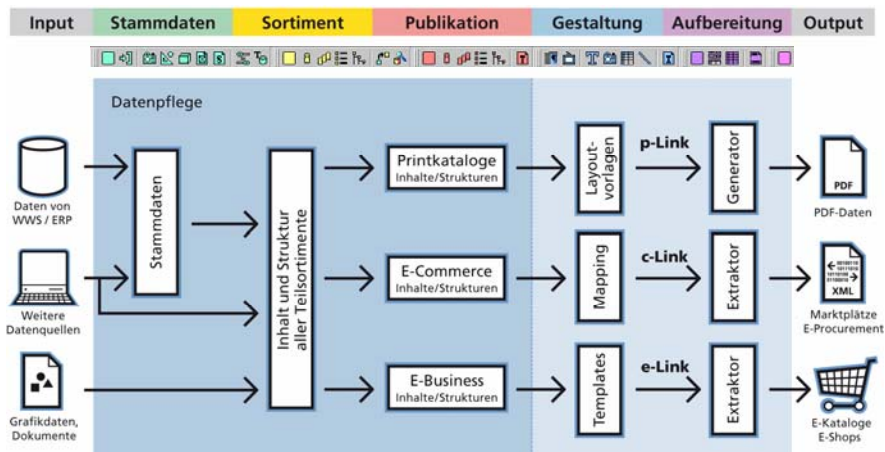 Input
Stammdaten
Sortiment
Publikation
Gestaltung
Aufbereitung
Output
Datenpflege
Daten von
WWS / ERP
Weitere
Datenquellen
Grafikdaten,
Dokumente
Stammdaten
Inhalt und Struktur
aller Teilsortimente
Printkataloge
Inhalte/Strukturen
E-Commerce
Inhalte/Strukturen
E-Business
Inhalte/Strukturen
Layout-
vorlagen
p-Link
Generator
Mapping
c-Link
Extraktor
Templates
e-Link
Extraktor
PDF
PDF-Daten
XML
Marktplätze
E-Procurement
E-Kataloge
E-Shops